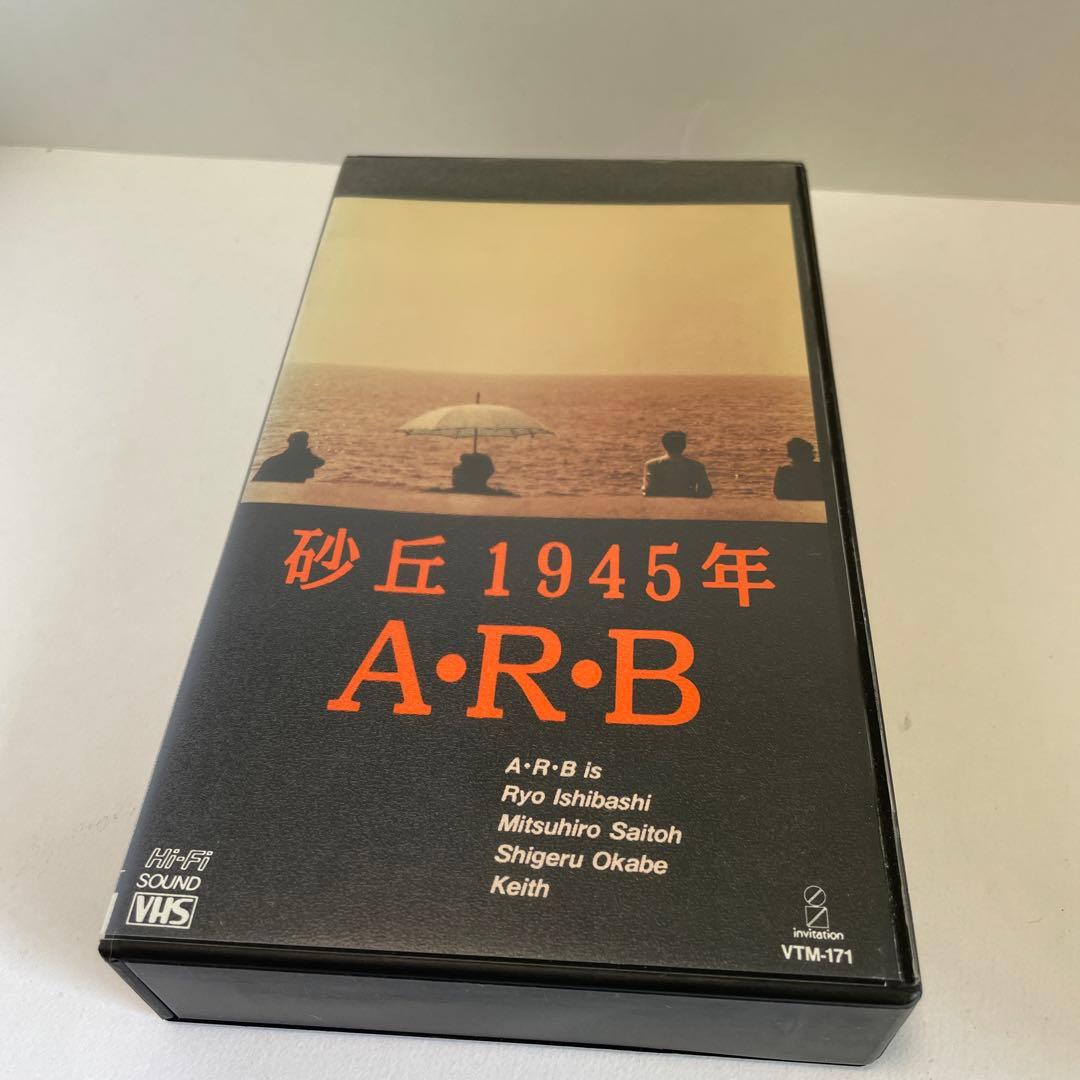 砂丘1945年
A•R•B
A•R•B is
Ryo Ishibashi
Mitsuhiro Saitoh
Shigeru Okabe
Keith
Hi-Fi
SOUND
VHS
invitation
VTM-171